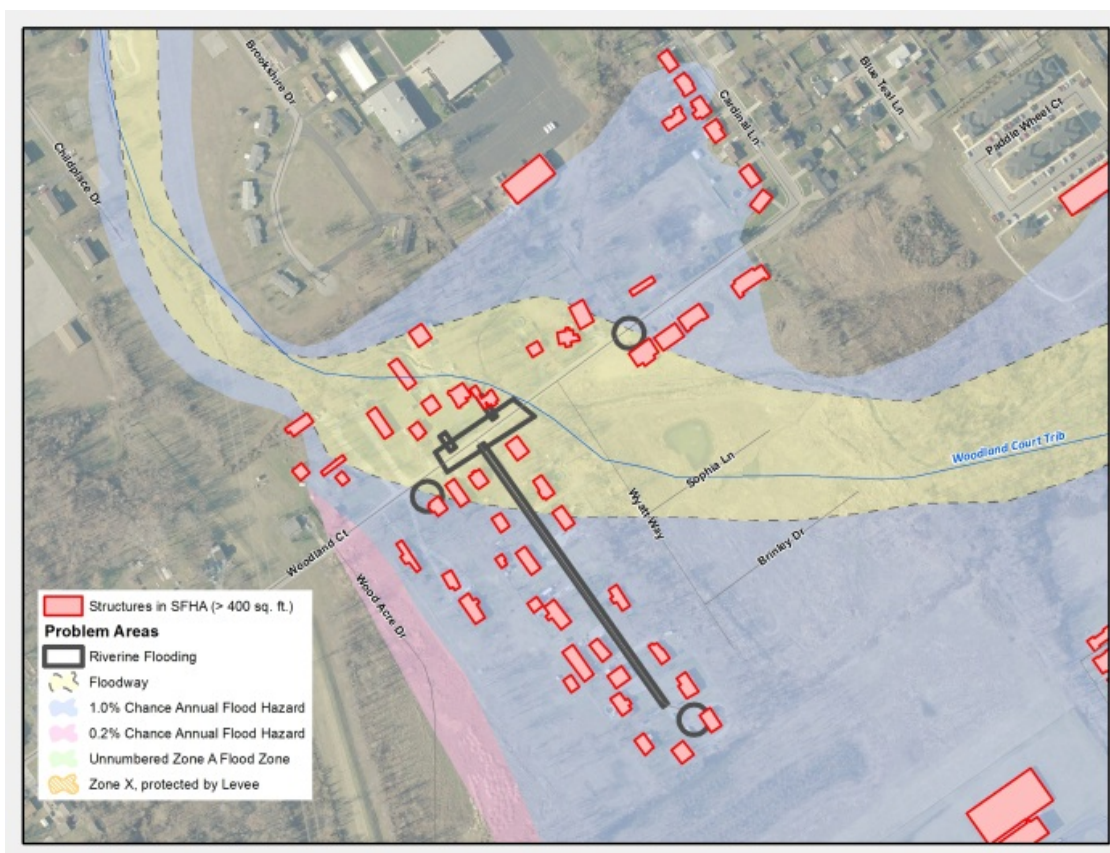 Brookshire Dr
Cardinal Ln
Blue Teal Ln
Paddle Wheel Ct
Childplace Dr
Woodland Court Trib
Sophia Ln
Wyatt Way
Brinley Dr
Woodland Ct
Wood Acre Dr
Structures in SFHA (> 400 sq. ft.)
Problem Areas
Riverine Flooding
Floodway
1.0% Chance Annual Flood Hazard
0.2% Chance Annual Flood Hazard
Unnumbered Zone A Flood Zone
Zone X, protected by Levee